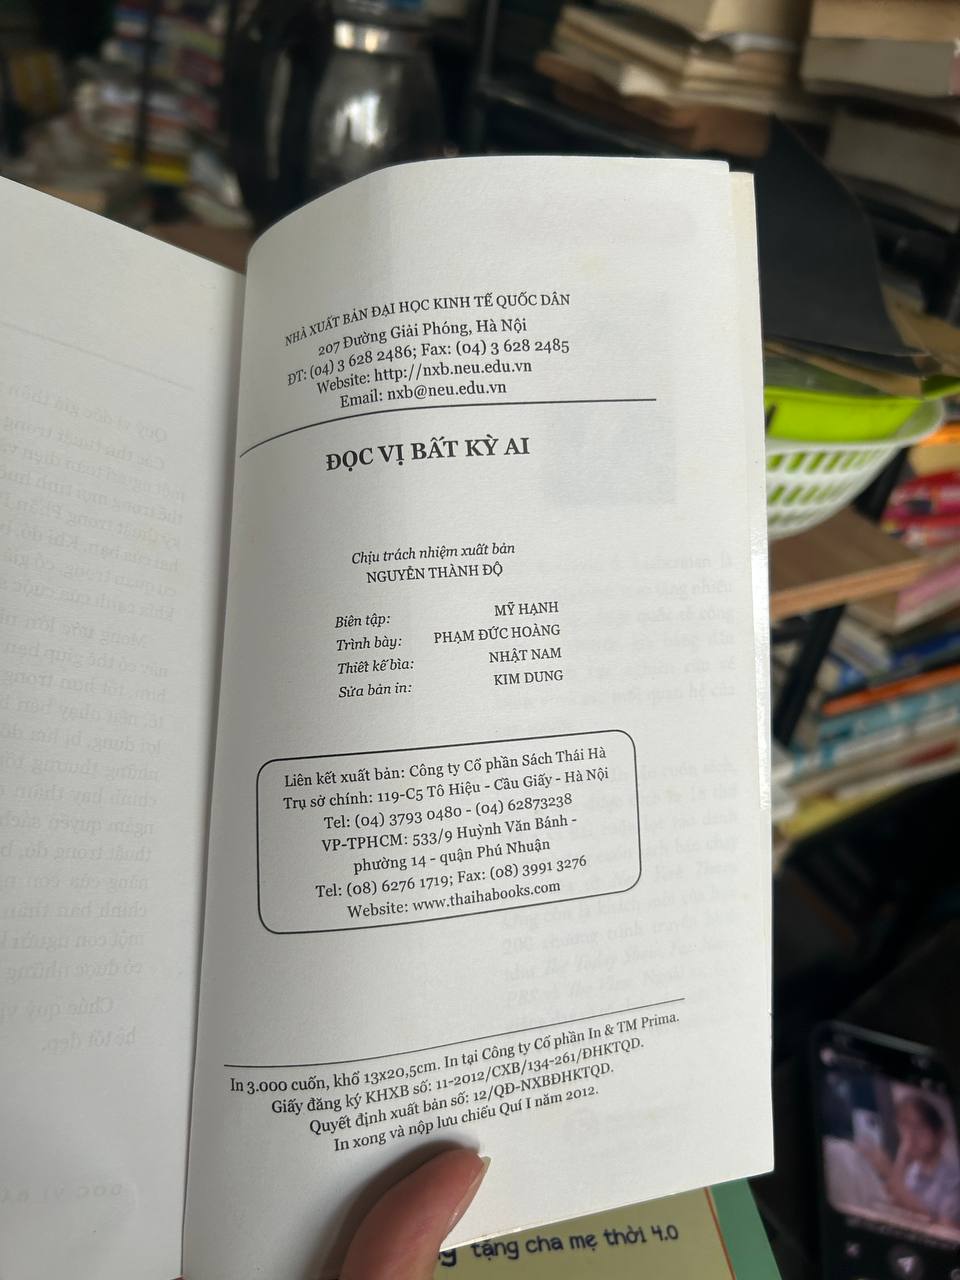 NHÀ XUẤT BẢN ĐẠI HỌC KINH TẾ QUỐC DÂN
207 Đường Giải Phóng, Hà Nội
ĐT: (04) 3 628 2486; Fax: (04) 3 628 2485
Website: http://nxb.neu.edu.vn
Email: nxb@neu.edu.vn
ĐỌC VỊ BẤT KỲ AI
Chịu trách nhiệm xuất bản
NGUYỄN THÀNH ĐỘ
Biên tập: MỸ HẠNH
Trình bày: PHẠM ĐỨC HOÀNG
Thiết kế bìa: NHẬT NAM
Sửa bản in: KIM DUNG
Liên kết xuất bản: Công ty Cổ phần Sách Thái Hà
Trụ sở chính: 119-C5 Tô Hiệu - Cầu Giấy - Hà Nội
Tel: (04) 3793 0480 - (04) 62873238
VP-TPHCM: 533/9 Huỳnh Văn Bánh -
phường 14 - quận Phú Nhuận
Tel: (08) 6276 1719; Fax: (08) 3991 3276
Website: www.thaihabooks.com
In 3.000 cuốn, khổ 13x20,5cm. In tại Công ty Cổ phần In & TM Prima.
Giấy đăng ký KHXB số: 11-2012/CXB/134-261/ĐHKTQD.
Quyết định xuất bản số: 12/QĐ-NXBĐHKTQD.
In xong và nộp lưu chiểu Quí I năm 2012.
tặng cha mẹ thời 4.0